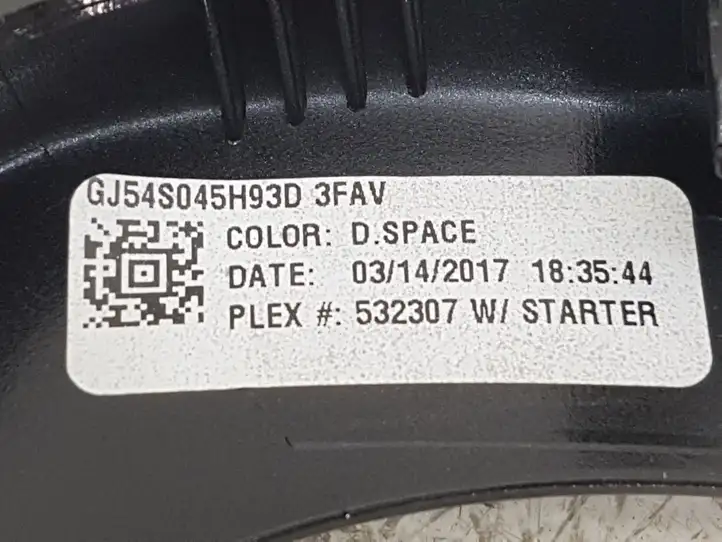 GJ54S045H93D 3FAV
COLOR: D.SPACE
DATE: 03/14/2017 18:35:44
PLEX #: 532307 W/ STARTER